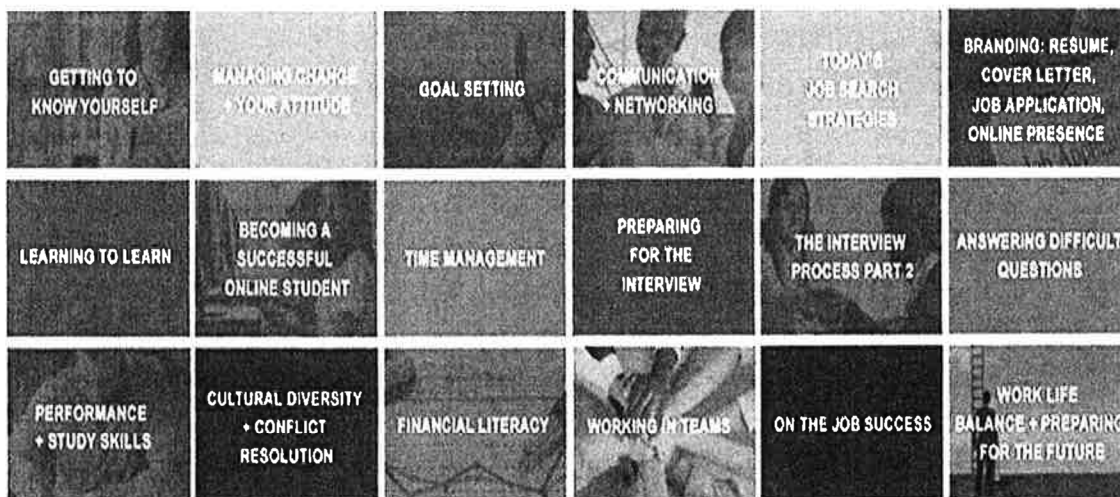 GETTING TO
KNOW YOURSELF
MANAGING CHANGE
+ YOUR ATTITUDE
GOAL SETTING
COMMUNICATION
+ NETWORKING
TODAY'S
JOB SEARCH
STRATEGIES
BRANDING: RESUME,
COVER LETTER,
JOB APPLICATION,
ONLINE PRESENCE
LEARNING TO LEARN
BECOMING A
SUCCESSFUL
ONLINE STUDENT
TIME MANAGEMENT
PREPARING
FOR THE
INTERVIEW
THE INTERVIEW
PROCESS PART 2
ANSWERING DIFFICULT
QUESTIONS
PERFORMANCE
+ STUDY SKILLS
CULTURAL DIVERSITY
+ CONFLICT
RESOLUTION
FINANCIAL LITERACY
WORKING IN TEAMS
ON THE JOB SUCCESS
WORK LIFE
BALANCE + PREPARING
FOR THE FUTURE